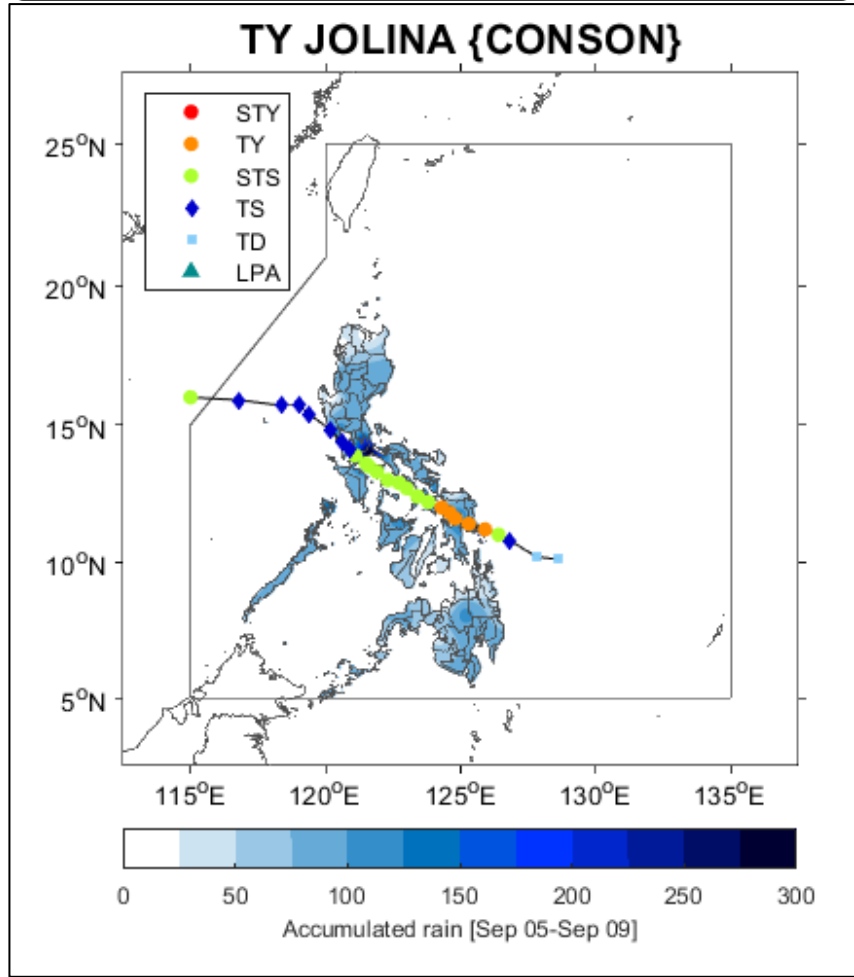 TY JOLINA {CONSON}
STY
TY
STS
TS
TD
LPA
25°N
20°N
15°N
10°N
5°N
115°E 120°E 125°E 130°E 135°E
0 50 100 150 200 250 300
Accumulated rain [Sep 05-Sep 09]